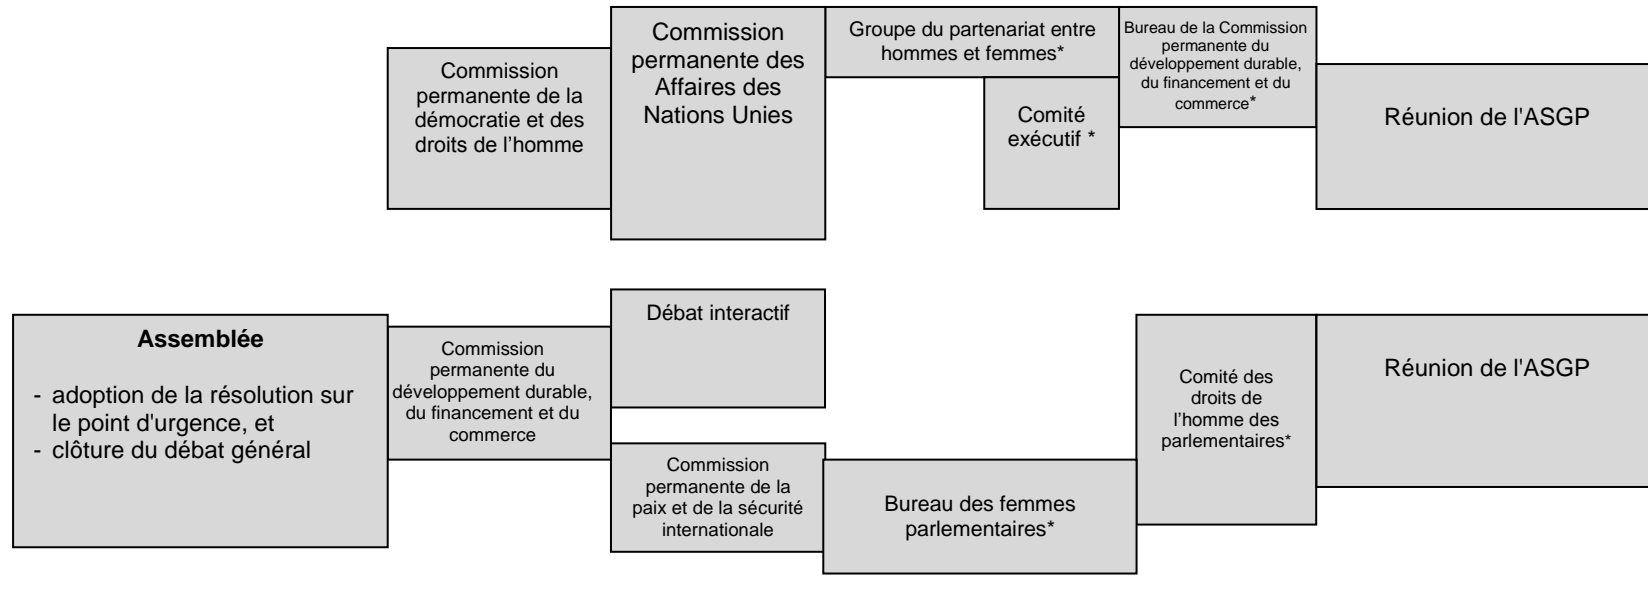 Commission
permanente de la
démocratie et des
droits de l’homme
Commission
permanente des
Affaires des
Nations Unies
Groupe du partenariat entre
hommes et femmes*
Comité
exécutif *
Bureau de la Commission
permanente du
développement durable,
du financement et du
commerce*
Réunion de l'ASGP
Assemblée
- adoption de la résolution sur
le point d'urgence, et
- clôture du débat général
Commission
permanente du
développement durable,
du financement et du
commerce
Débat interactif
Commission
permanente de la
paix et de la sécurité
internationale
Bureau des femmes
parlementaires*
Comité des
droits de
l’homme des
parlementaires*
Réunion de l'ASGP